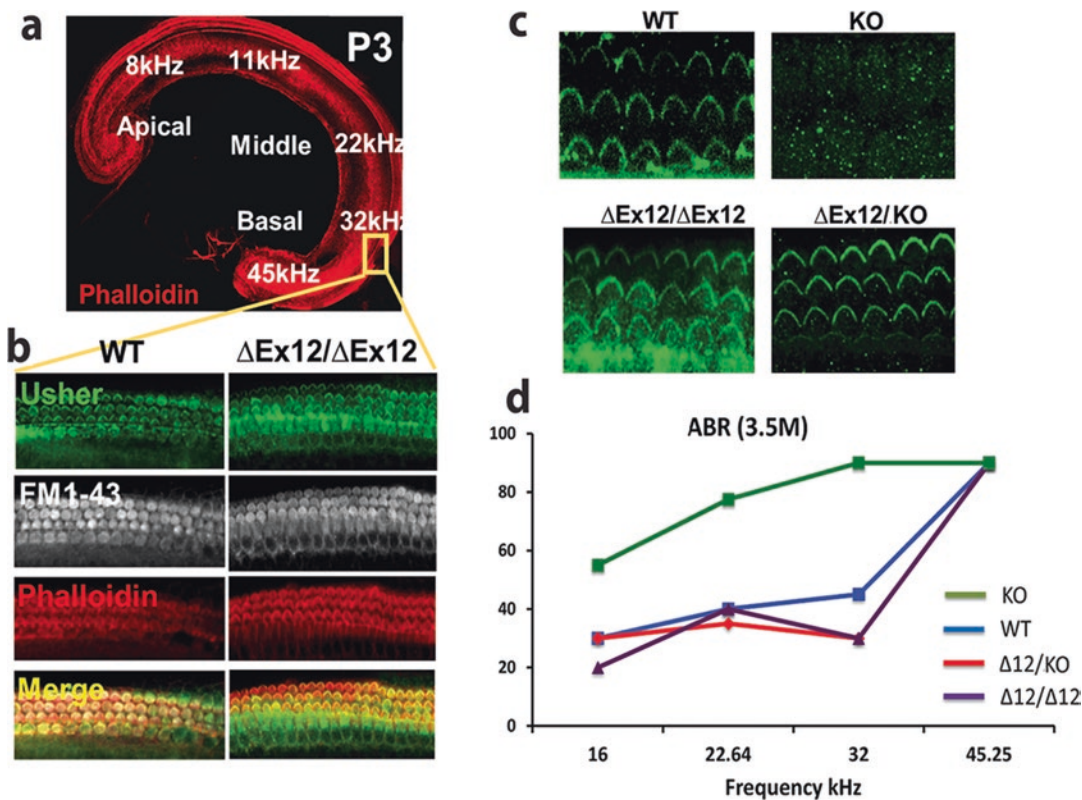 a
P3
8kHz
11kHz
Apical
Middle
22kHz
Basal
32kHz
45kHz
Phalloidin
b
WT
ΔEx12/ΔEx12
Usher
FM1-43
Phalloidin
Merge
c
WT
KO
ΔEx12/ΔEx12
ΔEx12/KO
d
ABR (3.5M)
100
80
60
40
20
0
16
22.64
32
45.25
Frequency kHz
KO
WT
Δ12/KO
Δ12/Δ12